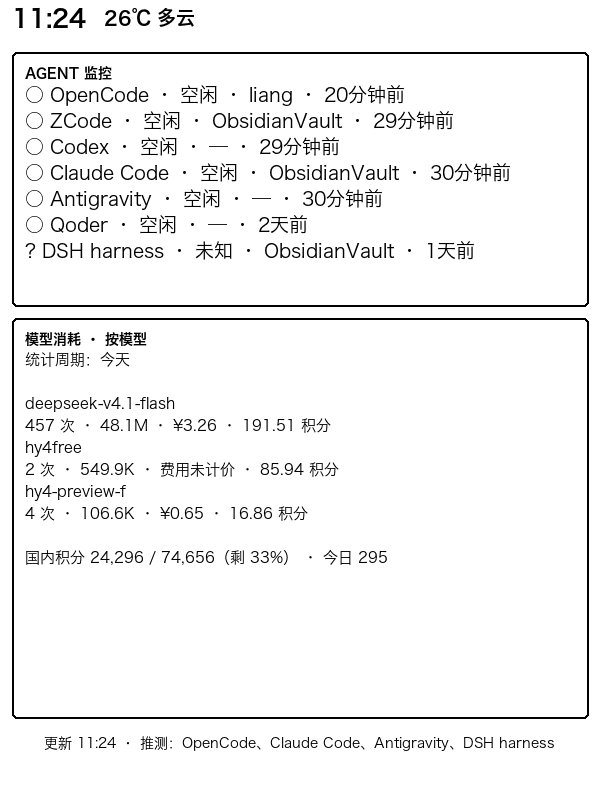 11:24 26℃ 多云
AGENT 监控
○ OpenCode · 空闲 · liang · 20分钟前
○ ZCode · 空闲 · ObsidianVault · 29分钟前
○ Codex · 空闲 · — · 29分钟前
○ Claude Code · 空闲 · ObsidianVault · 30分钟前
○ Antigravity · 空闲 · — · 30分钟前
○ Qoder · 空闲 · — · 2天前
? DSH harness · 未知 · ObsidianVault · 1天前
模型消耗 · 按模型
统计周期：今天
deepseek-v4.1-flash
457 次 · 48.1M · ¥3.26 · 191.51 积分
hy4free
2 次 · 549.9K · 费用未计价 · 85.94 积分
hy4-preview-f
4 次 · 106.6K · ¥0.65 · 16.86 积分
国内积分 24,296 / 74,656（剩 33%） · 今日 295
更新 11:24 · 推测：OpenCode、Claude Code、Antigravity、DSH harness